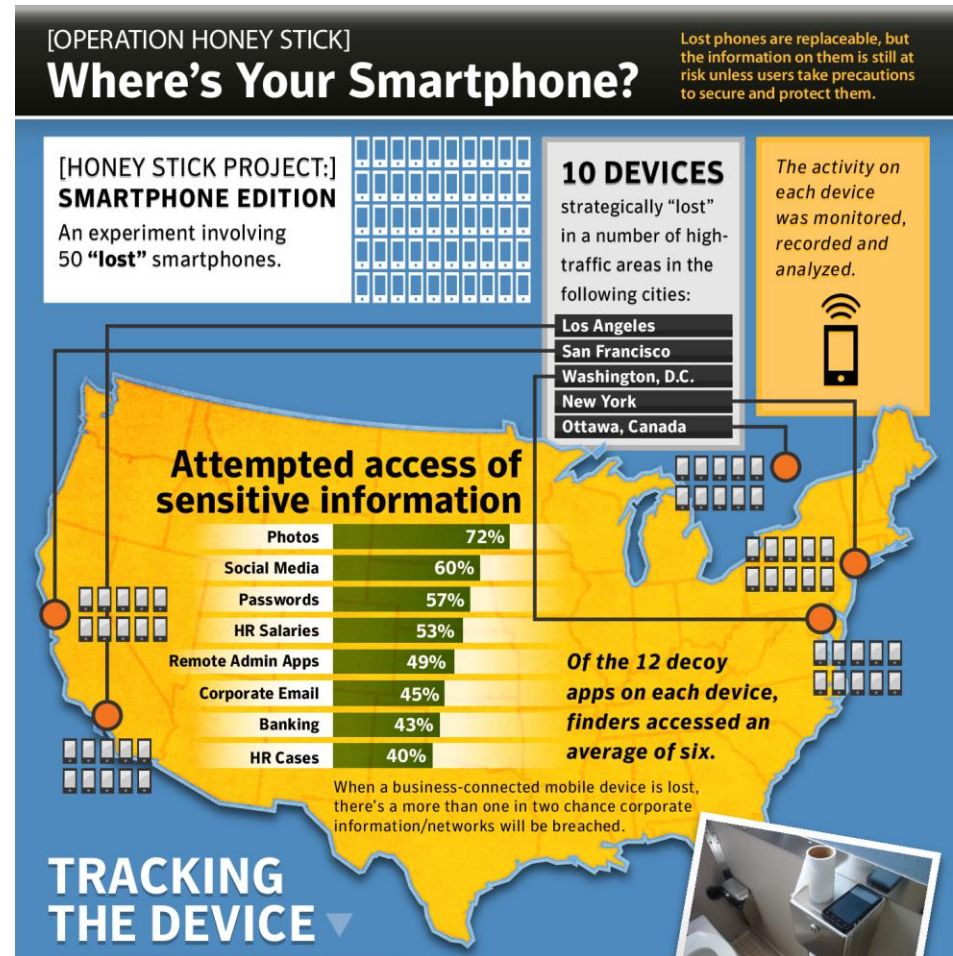 [OPERATION HONEY STICK]
Where's Your Smartphone?
Lost phones are replaceable, but
the information on them is still at
risk unless users take precautions
to secure and protect them.
[HONEY STICK PROJECT:]
SMARTPHONE EDITION
An experiment involving
50 "lost" smartphones.
10 DEVICES
strategically "lost"
in a number of high-
traffic areas in the
following cities:
Los Angeles
San Francisco
Washington, D.C.
New York
Ottawa, Canada
The activity on
each device
was monitored,
recorded and
analyzed.
Attempted access of
sensitive information
Photos 72%
Social Media 60%
Passwords 57%
HR Salaries 53%
Remote Admin Apps 49%
Corporate Email 45%
Banking 43%
HR Cases 40%
Of the 12 decoy
apps on each device,
finders accessed an
average of six.
When a business-connected mobile device is lost,
there's a more than one in two chance corporate
information/networks will be breached.
TRACKING
THE DEVICE